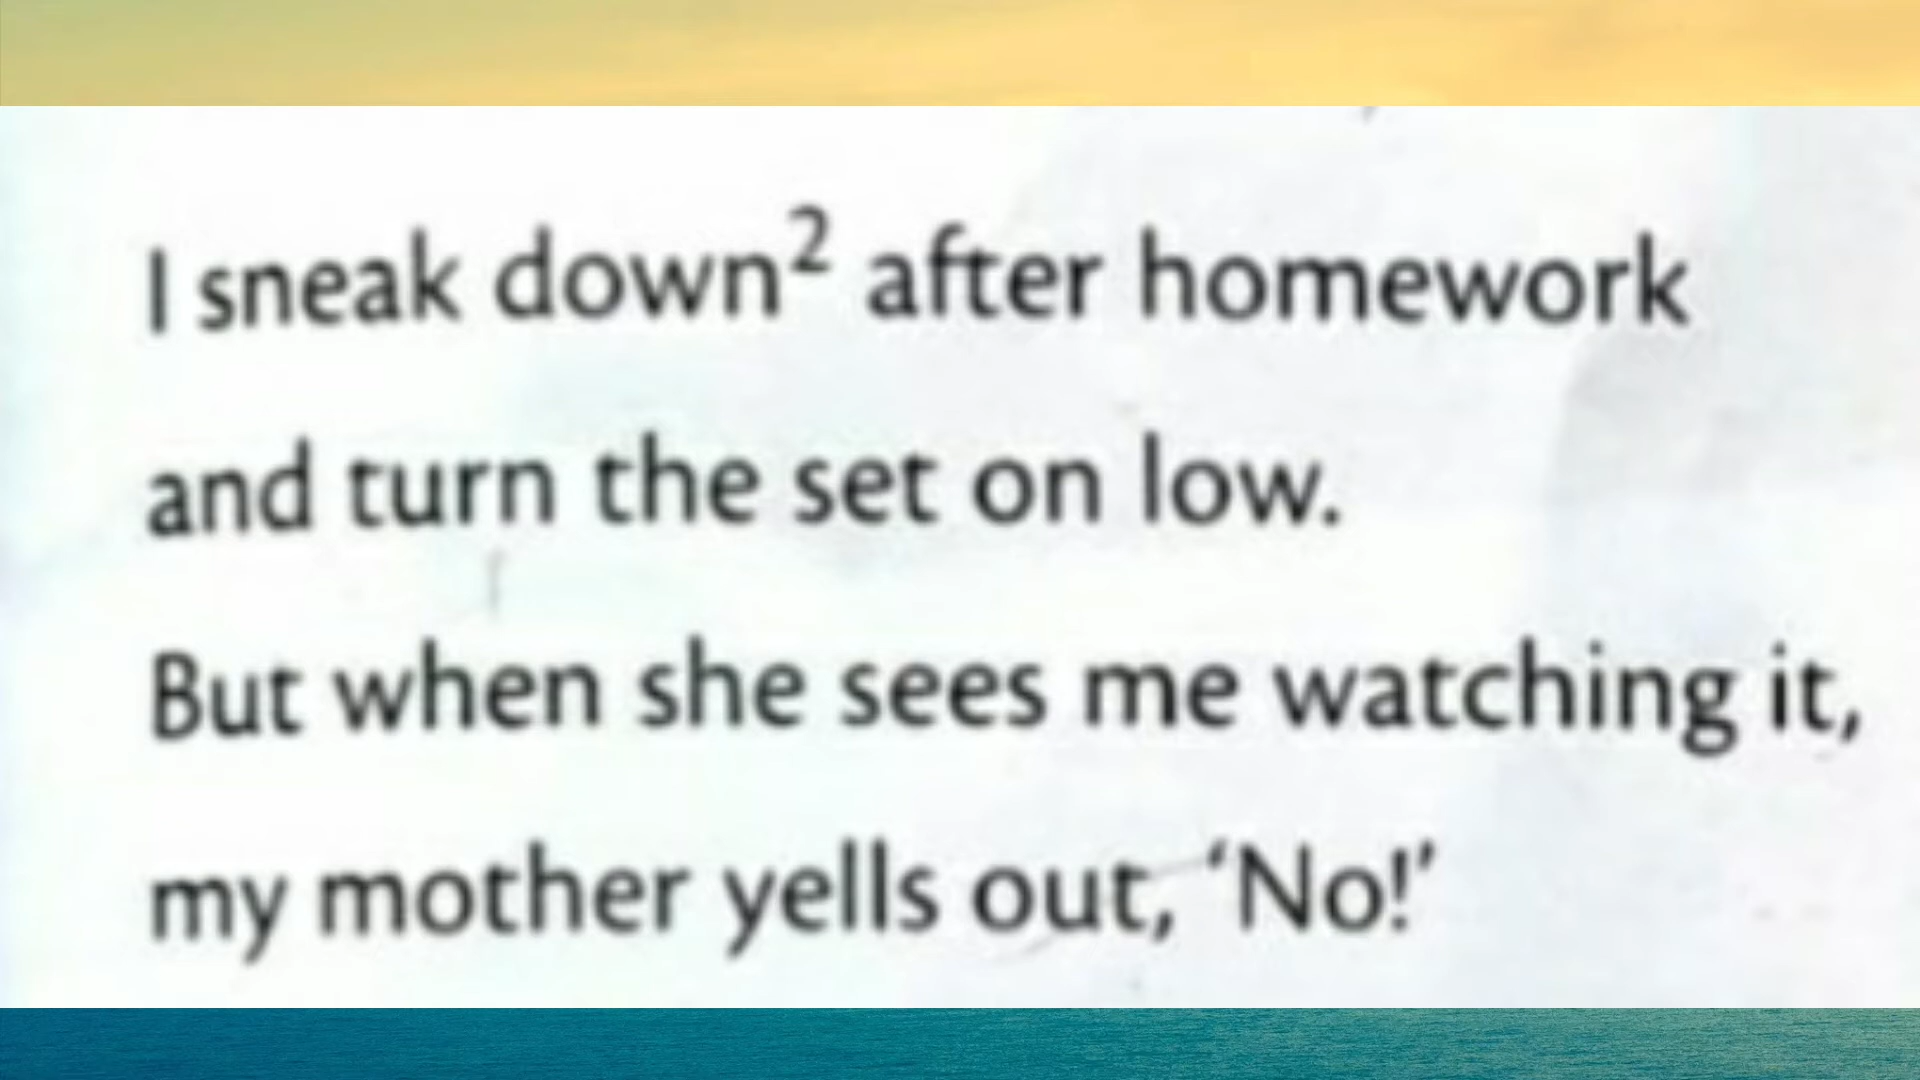 I sneak down² after homework
and turn the set on low.
But when she sees me watching it,
my mother yells out, ‘No!’